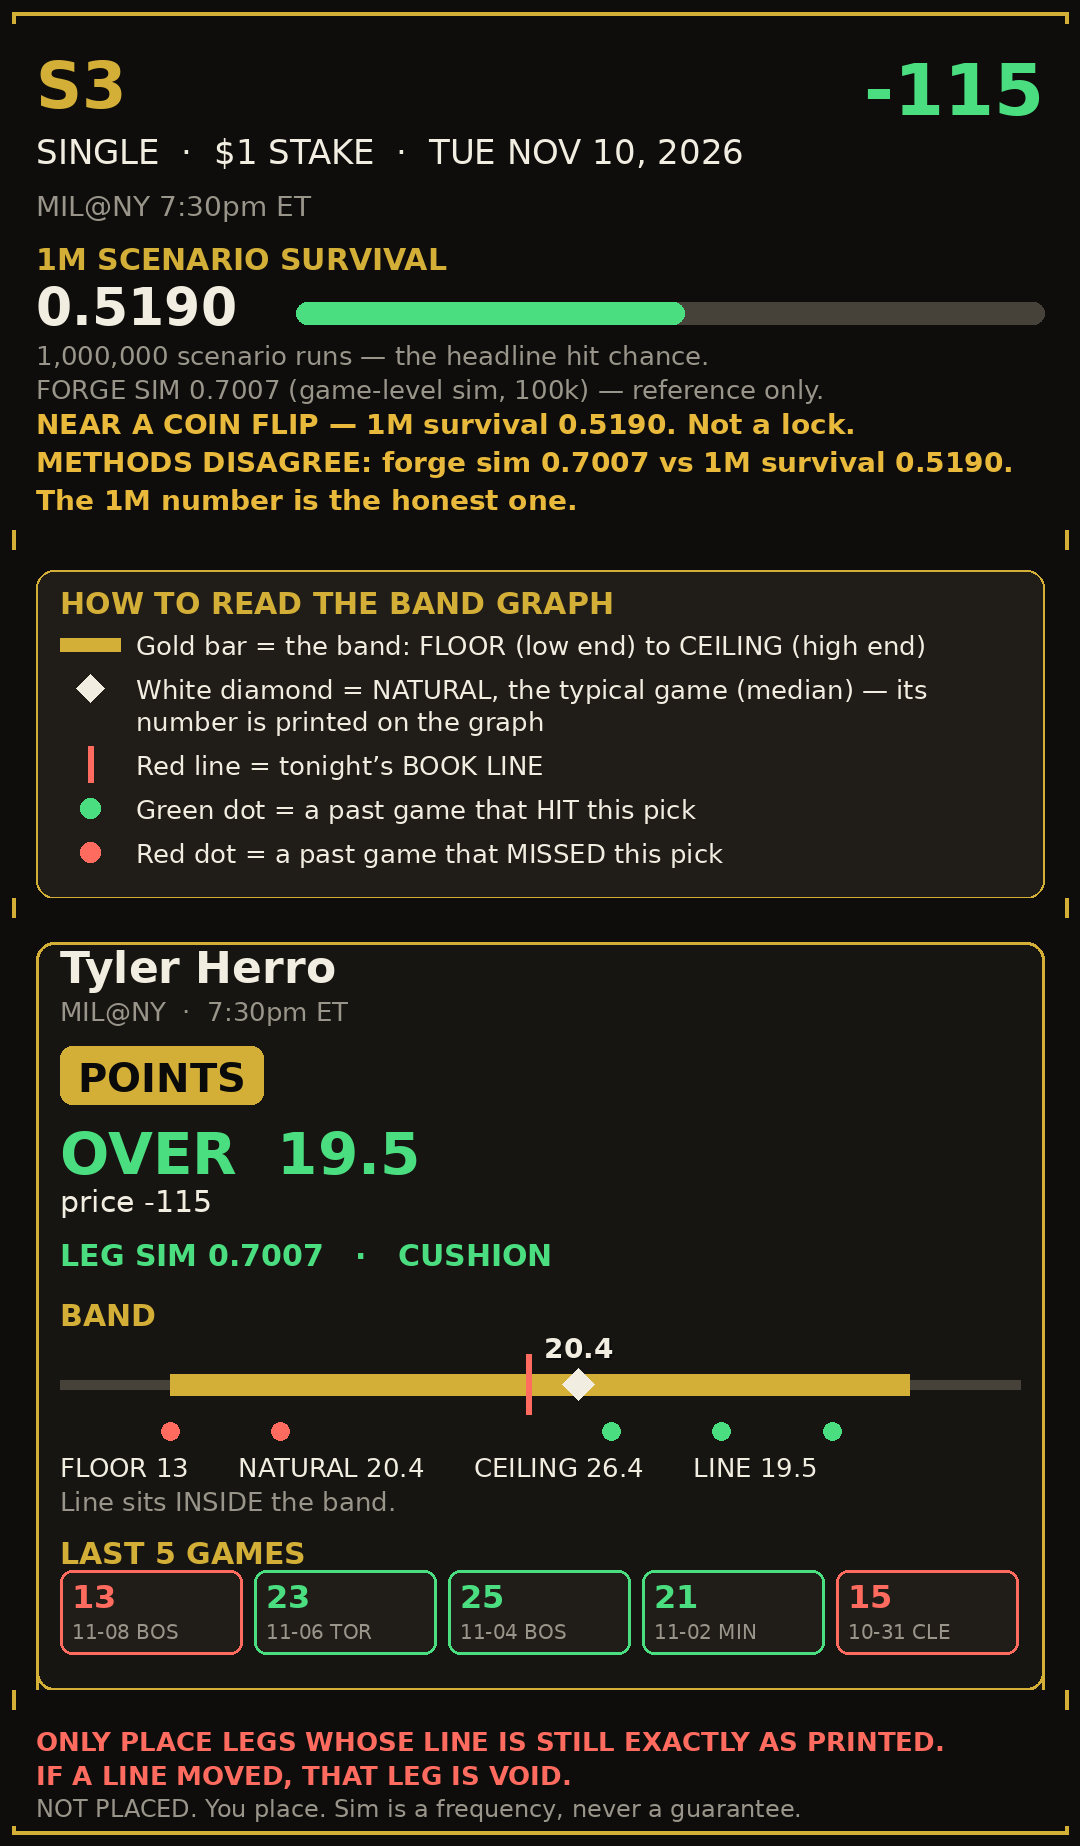 S3
-115
SINGLE · $1 STAKE · TUE NOV 10, 2026
MIL@NY 7:30pm ET
1M SCENARIO SURVIVAL
0.5190
1,000,000 scenario runs — the headline hit chance.
FORGE SIM 0.7007 (game-level sim, 100k) — reference only.
NEAR A COIN FLIP — 1M survival 0.5190. Not a lock.
METHODS DISAGREE: forge sim 0.7007 vs 1M survival 0.5190.
The 1M number is the honest one.
HOW TO READ THE BAND GRAPH
Gold bar = the band: FLOOR (low end) to CEILING (high end)
White diamond = NATURAL, the typical game (median) — its
number is printed on the graph
Red line = tonight’s BOOK LINE
Green dot = a past game that HIT this pick
Red dot = a past game that MISSED this pick
Tyler Herro
MIL@NY · 7:30pm ET
POINTS
OVER 19.5
price -115
LEG SIM 0.7007 · CUSHION
BAND
20.4
FLOOR 13 NATURAL 20.4 CEILING 26.4 LINE 19.5
Line sits INSIDE the band.
LAST 5 GAMES
13 23 25 21 15
11-08 BOS 11-06 TOR 11-04 BOS 11-02 MIN 10-31 CLE
ONLY PLACE LEGS WHOSE LINE IS STILL EXACTLY AS PRINTED.
IF A LINE MOVED, THAT LEG IS VOID.
NOT PLACED. You place. Sim is a frequency, never a guarantee.